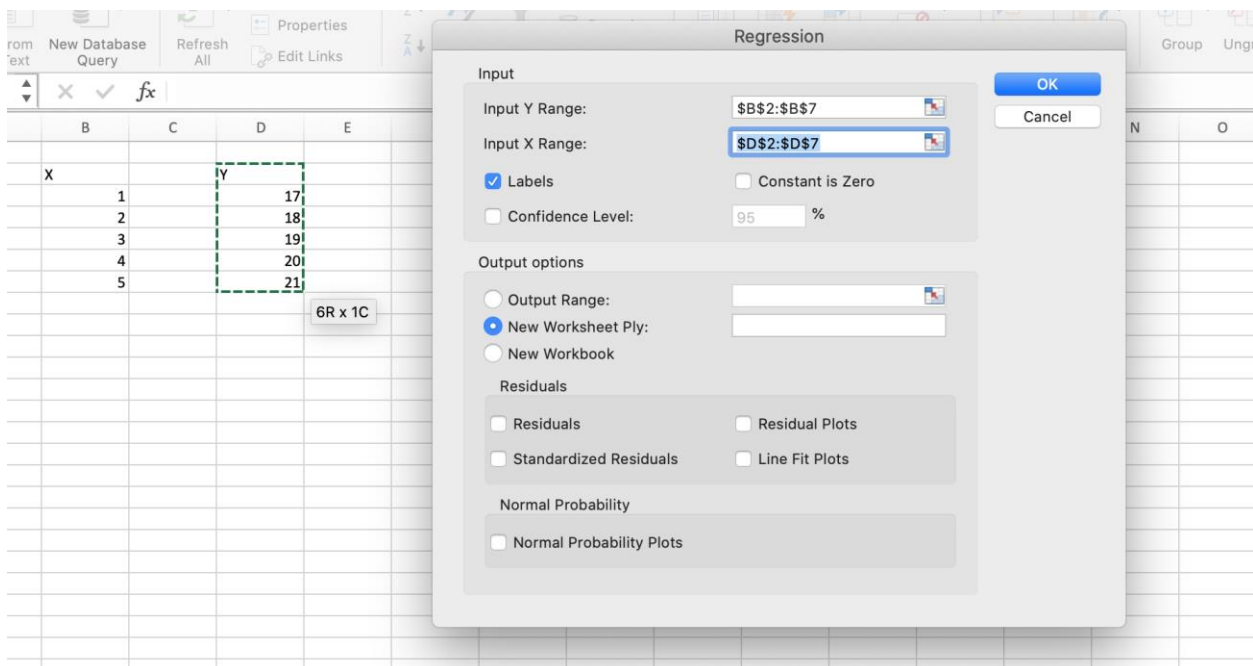 New Database
Query
Refresh
All
Properties
Edit Links
Z
A
Group
fx
B C D E N O
X Y
1 17
2 18
3 19
4 20
5 21
6R x 1C
Regression
Input
Input Y Range: $B$2:$B$7
Input X Range: $D$2:$D$7
Labels Constant is Zero
Confidence Level: 95 %
OK
Cancel
Output options
Output Range:
New Worksheet Ply:
New Workbook
Residuals
Residuals Residual Plots
Standardized Residuals Line Fit Plots
Normal Probability
Normal Probability Plots